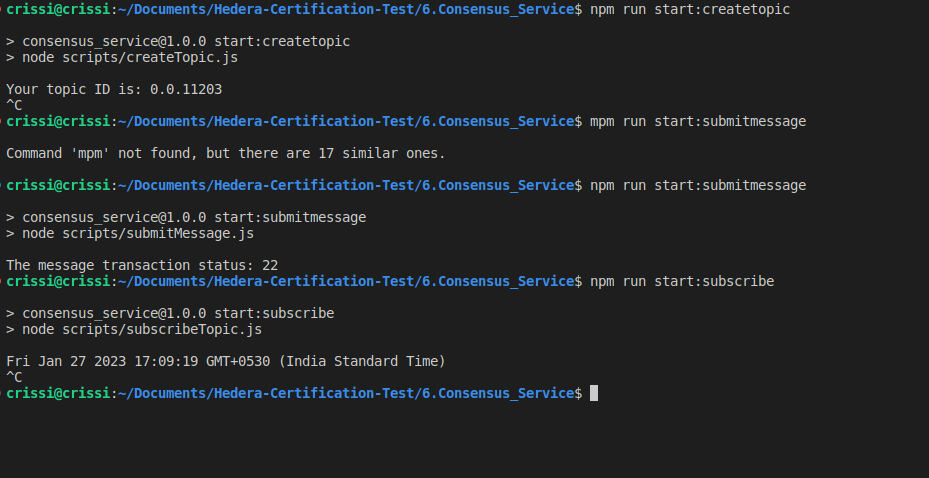 crissi@crissi:~/Documents/Hedera-Certification-Test/6.Consensus_Service$ npm run start:createtopic
> consensus_service@1.0.0 start:createtopic
> node scripts/createTopic.js
Your topic ID is: 0.0.11203
^C
crissi@crissi:~/Documents/Hedera-Certification-Test/6.Consensus_Service$ mpm run start:submitmessage
Command 'mpm' not found, but there are 17 similar ones.
crissi@crissi:~/Documents/Hedera-Certification-Test/6.Consensus_Service$ npm run start:submitmessage
> consensus_service@1.0.0 start:submitmessage
> node scripts/submitMessage.js
The message transaction status: 22
crissi@crissi:~/Documents/Hedera-Certification-Test/6.Consensus_Service$ npm run start:subscribe
> consensus_service@1.0.0 start:subscribe
> node scripts/subscribeTopic.js
Fri Jan 27 2023 17:09:19 GMT+0530 (India Standard Time)
^C
crissi@crissi:~/Documents/Hedera-Certification-Test/6.Consensus_Service$